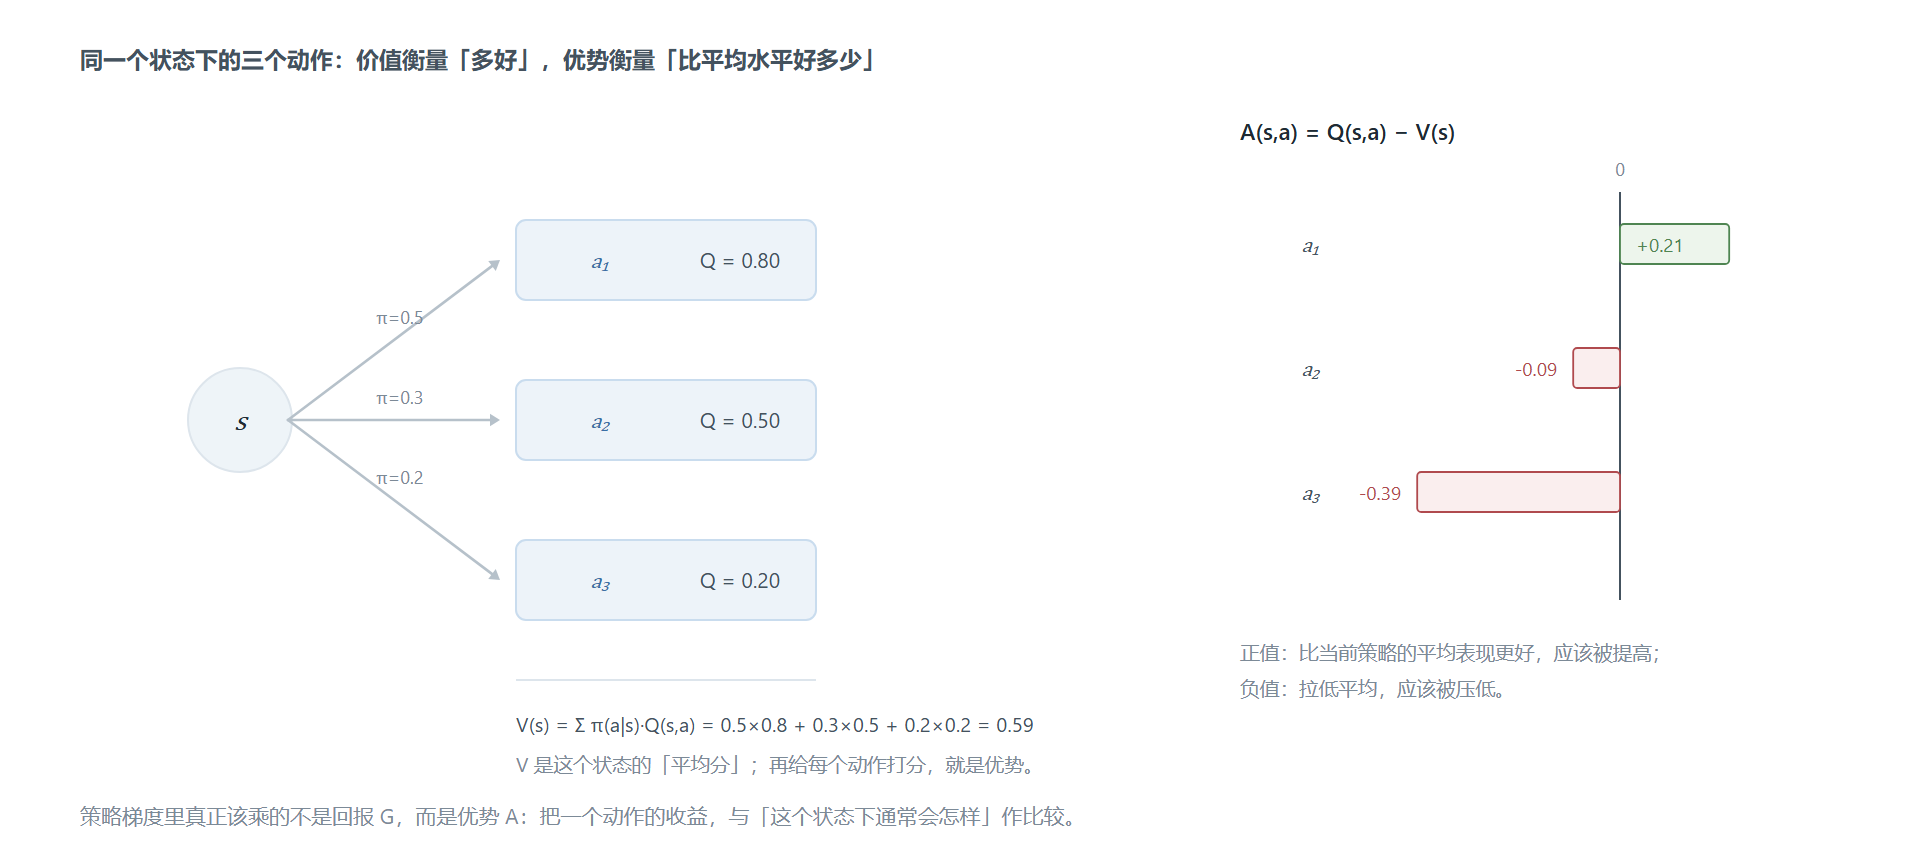 同一个状态下的三个动作：价值衡量「多好」，优势衡量「比平均水平好多少」
A(s,a) = Q(s,a) − V(s)
0
a₁ Q = 0.80
a₁ +0.21
π=0.5
a₂ -0.09
π=0.3
s
a₂ Q = 0.50
π=0.2
a₃ -0.39
a₃ Q = 0.20
正值：比当前策略的平均表现更好，应该被提高；
负值：拉低平均，应该被压低。
V(s) = Σ π(a|s)·Q(s,a) = 0.5×0.8 + 0.3×0.5 + 0.2×0.2 = 0.59
V 是这个状态的「平均分」；再给每个动作打分，就是优势。
策略梯度里真正该乘的不是回报 G，而是优势 A：把一个动作的收益，与「这个状态下通常会怎样」作比较。